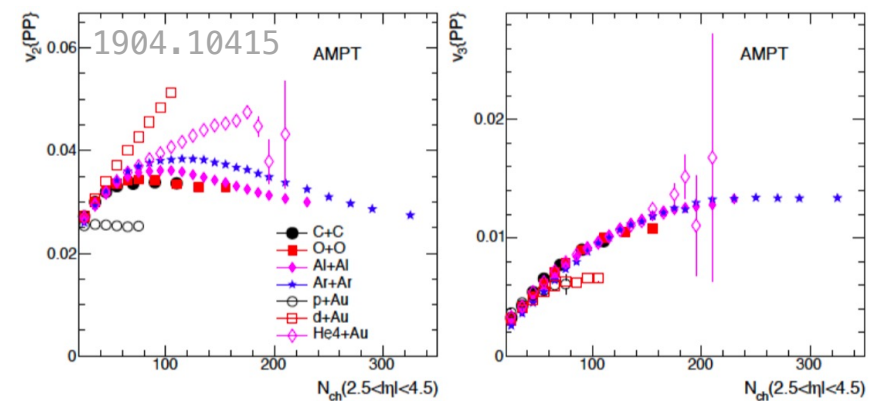 v₂{PP}
0.06
1904.10415
AMPT
0.04
0.02
0
C+C
O+O
Al+Al
Ar+Ar
p+Au
d+Au
He4+Au
100
200
300
N_ch(2.5<|η|<4.5)
v₃{PP}
AMPT
0.02
0.01
0
100
200
300
N_ch(2.5<|η|<4.5)